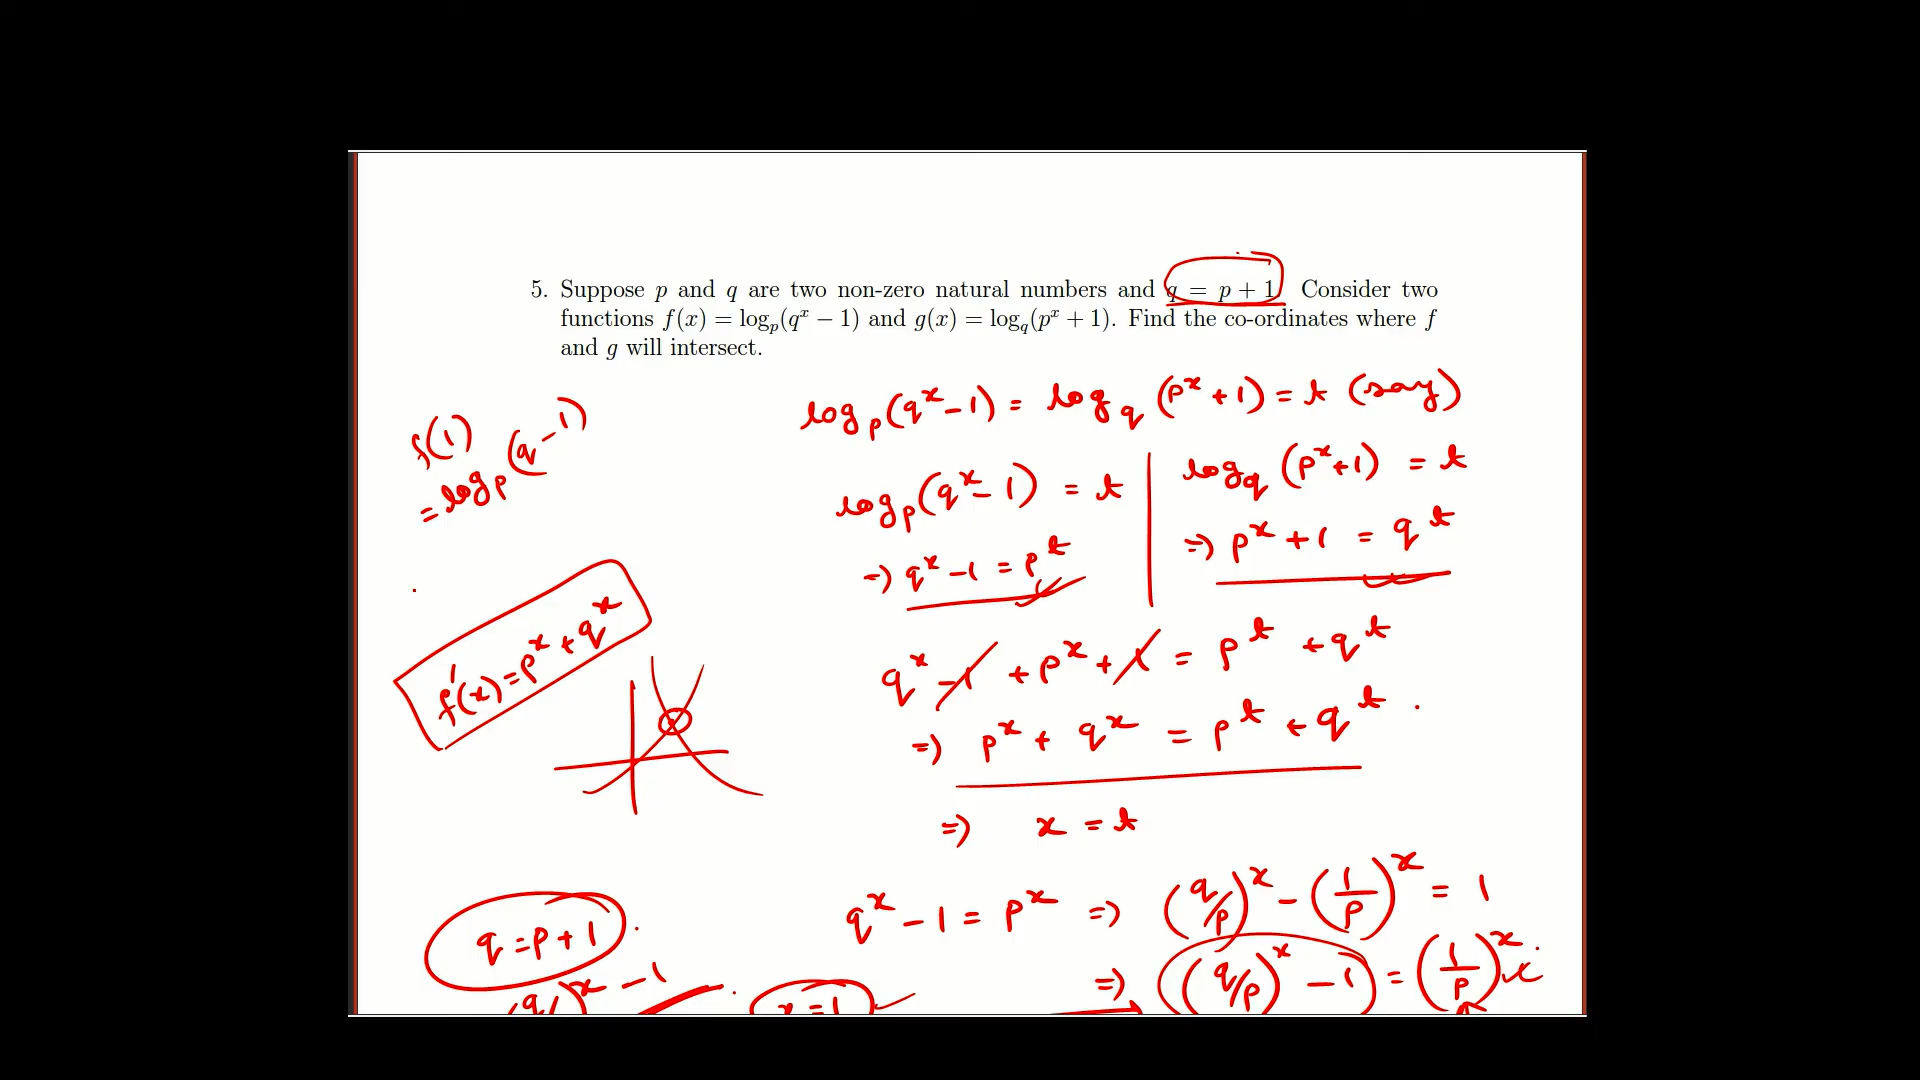 5. Suppose p and q are two non-zero natural numbers and q = p + 1. Consider two
functions f(x) = log_p(q^x − 1) and g(x) = log_q(p^x + 1). Find the co-ordinates where f
and g will intersect.
log_p(q^x − 1) = log_q(p^x + 1) = t (say)
f(1)
= log_p(q − 1)
log_p(q^x − 1) = t
log_q(p^x + 1) = t
⇒ q^x − 1 = p^t
⇒ p^x + 1 = q^t
f'(x) = p^x + q^x
q^x − 1 + p^x + 1 = p^t + q^t
⇒ p^x + q^x = p^t + q^t.
⇒ x = t
q^x − 1 = p^x ⇒ (q/p)^x − (1/p)^x = 1
q = p + 1
⇒ ((q/p)^x − 1) = (1/p)^x
x = 1